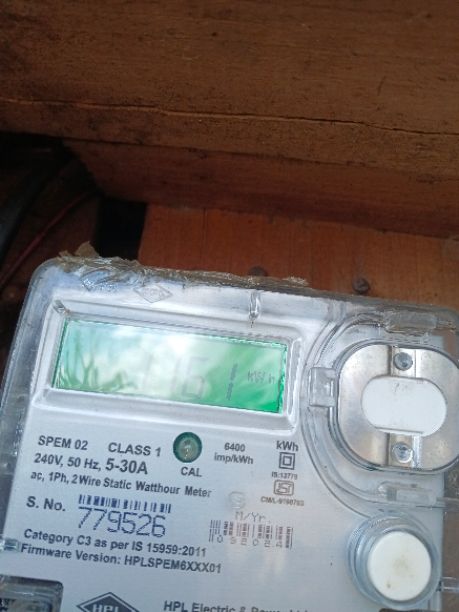 kWh
SPEM 02 CLASS 1 6400 kWh
240V, 50 Hz, 5-30A CAL imp/kWh
ac, 1Ph, 2Wire Static Watthour Meter
IS:13779
S. No.
779526
M/Yr.
Category C3 as per IS 15959:2011
Firmware Version: HPLSPEM6XXX01
HPL HPL Electric &